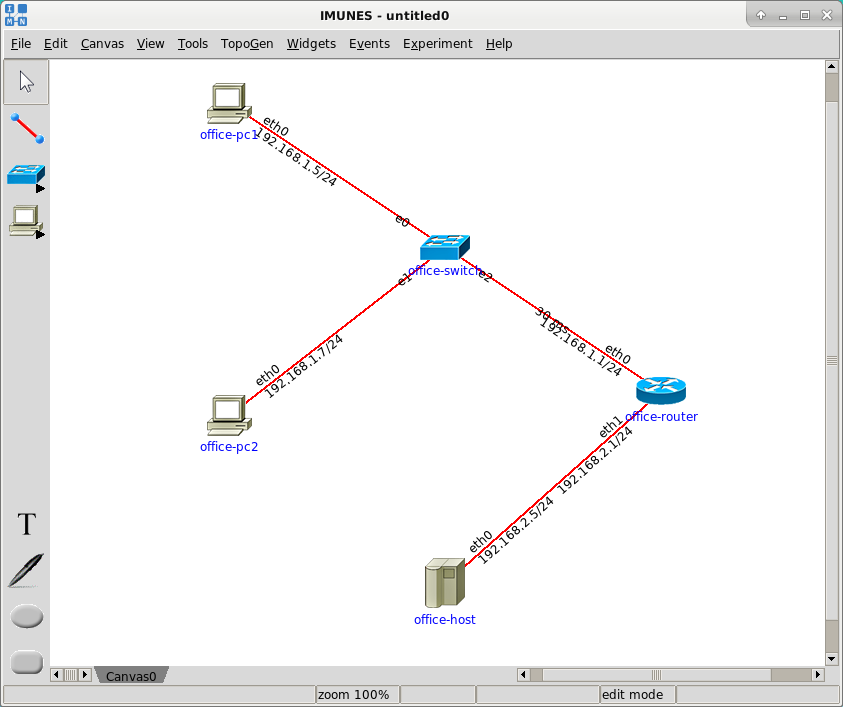 IMUNES - untitled0
File Edit Canvas View Tools TopoGen Widgets Events Experiment Help
office-pc1
eth0
192.168.1.5/24
e0
office-switch
e1
e2
30 ms
192.168.1.1/24
eth0
office-router
eth0
192.168.1.7/24
office-pc2
eth1
192.168.2.1/24
eth0
192.168.2.5/24
office-host
T
Canvas0
zoom 100%
edit mode